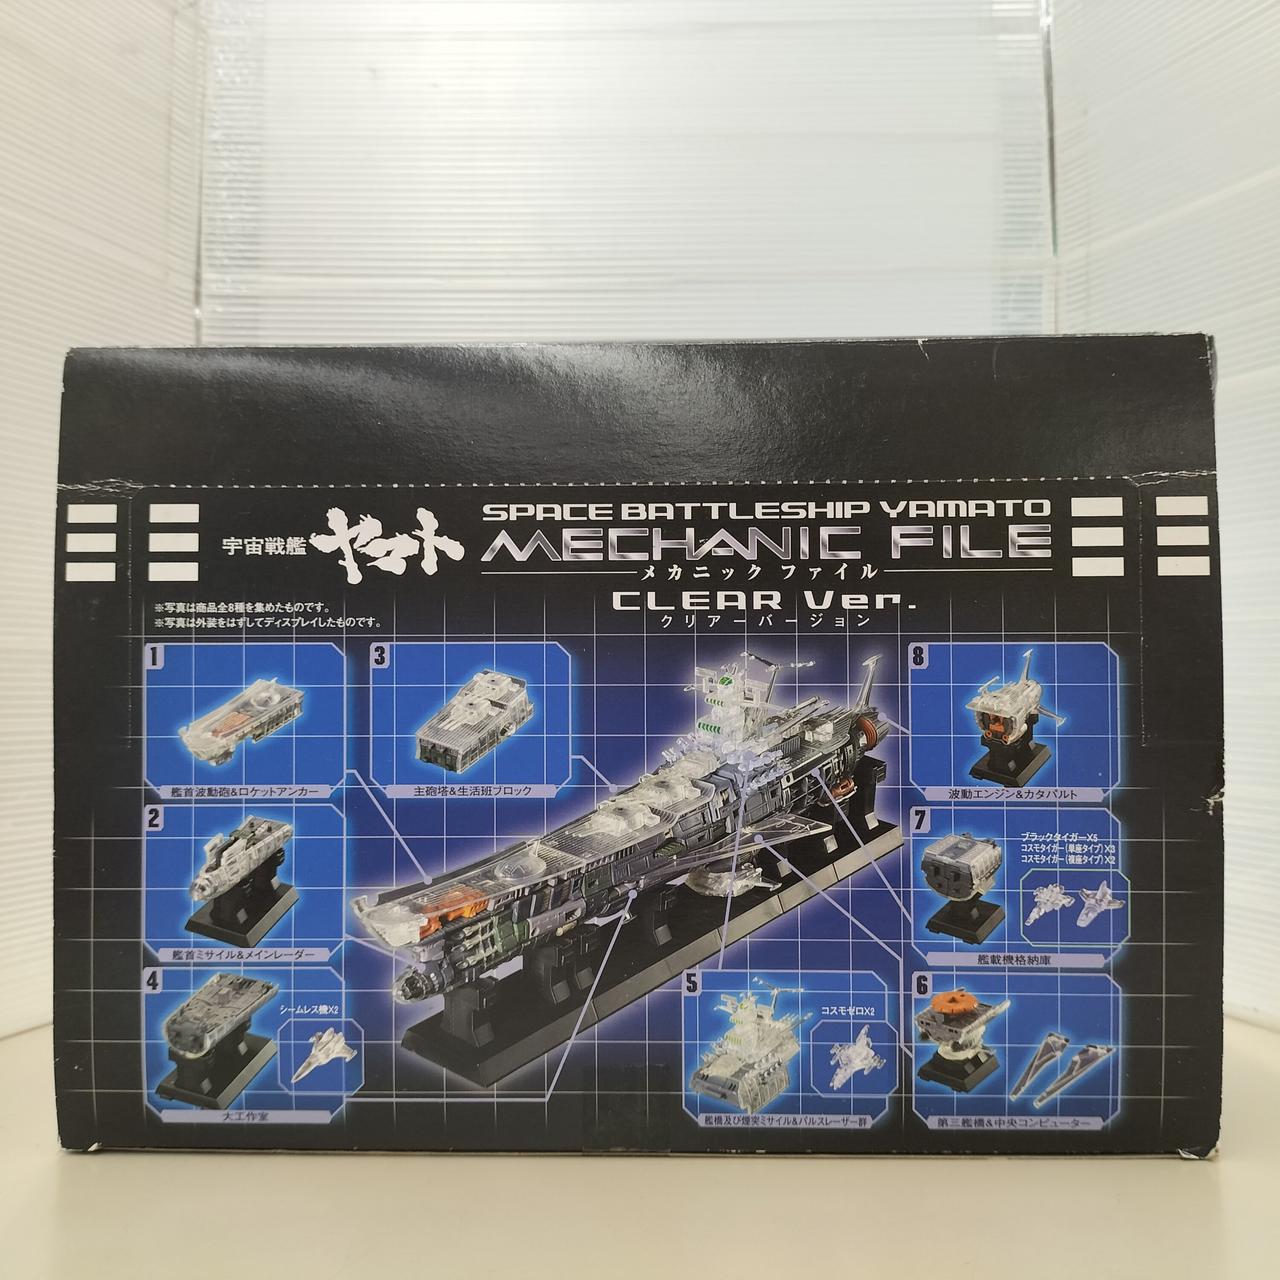 SPACE BATTLESHIP YAMATO
宇宙戦艦ヤマト
MECHANIC FILE
メカニック ファイル
CLEAR Ver.
クリアーバージョン
※写真は商品全8種を集めたものです。
※写真は外装をはずしてディスプレイしたものです。
1
艦首波動砲&ロケットアンカー
3
主砲塔&生活班ブロック
8
波動エンジン&カタパルト
2
艦首ミサイル&メインレーダー
7
ブラックタイガーX5
コスモタイガー(単座タイプ)X3
コスモタイガー(複座タイプ)X2
艦載機格納庫
4
シームレス機X2
大工作室
5
コスモゼロX2
艦橋及び煙突ミサイル&パルスレーザー群
6
第三艦橋&中央コンピューター